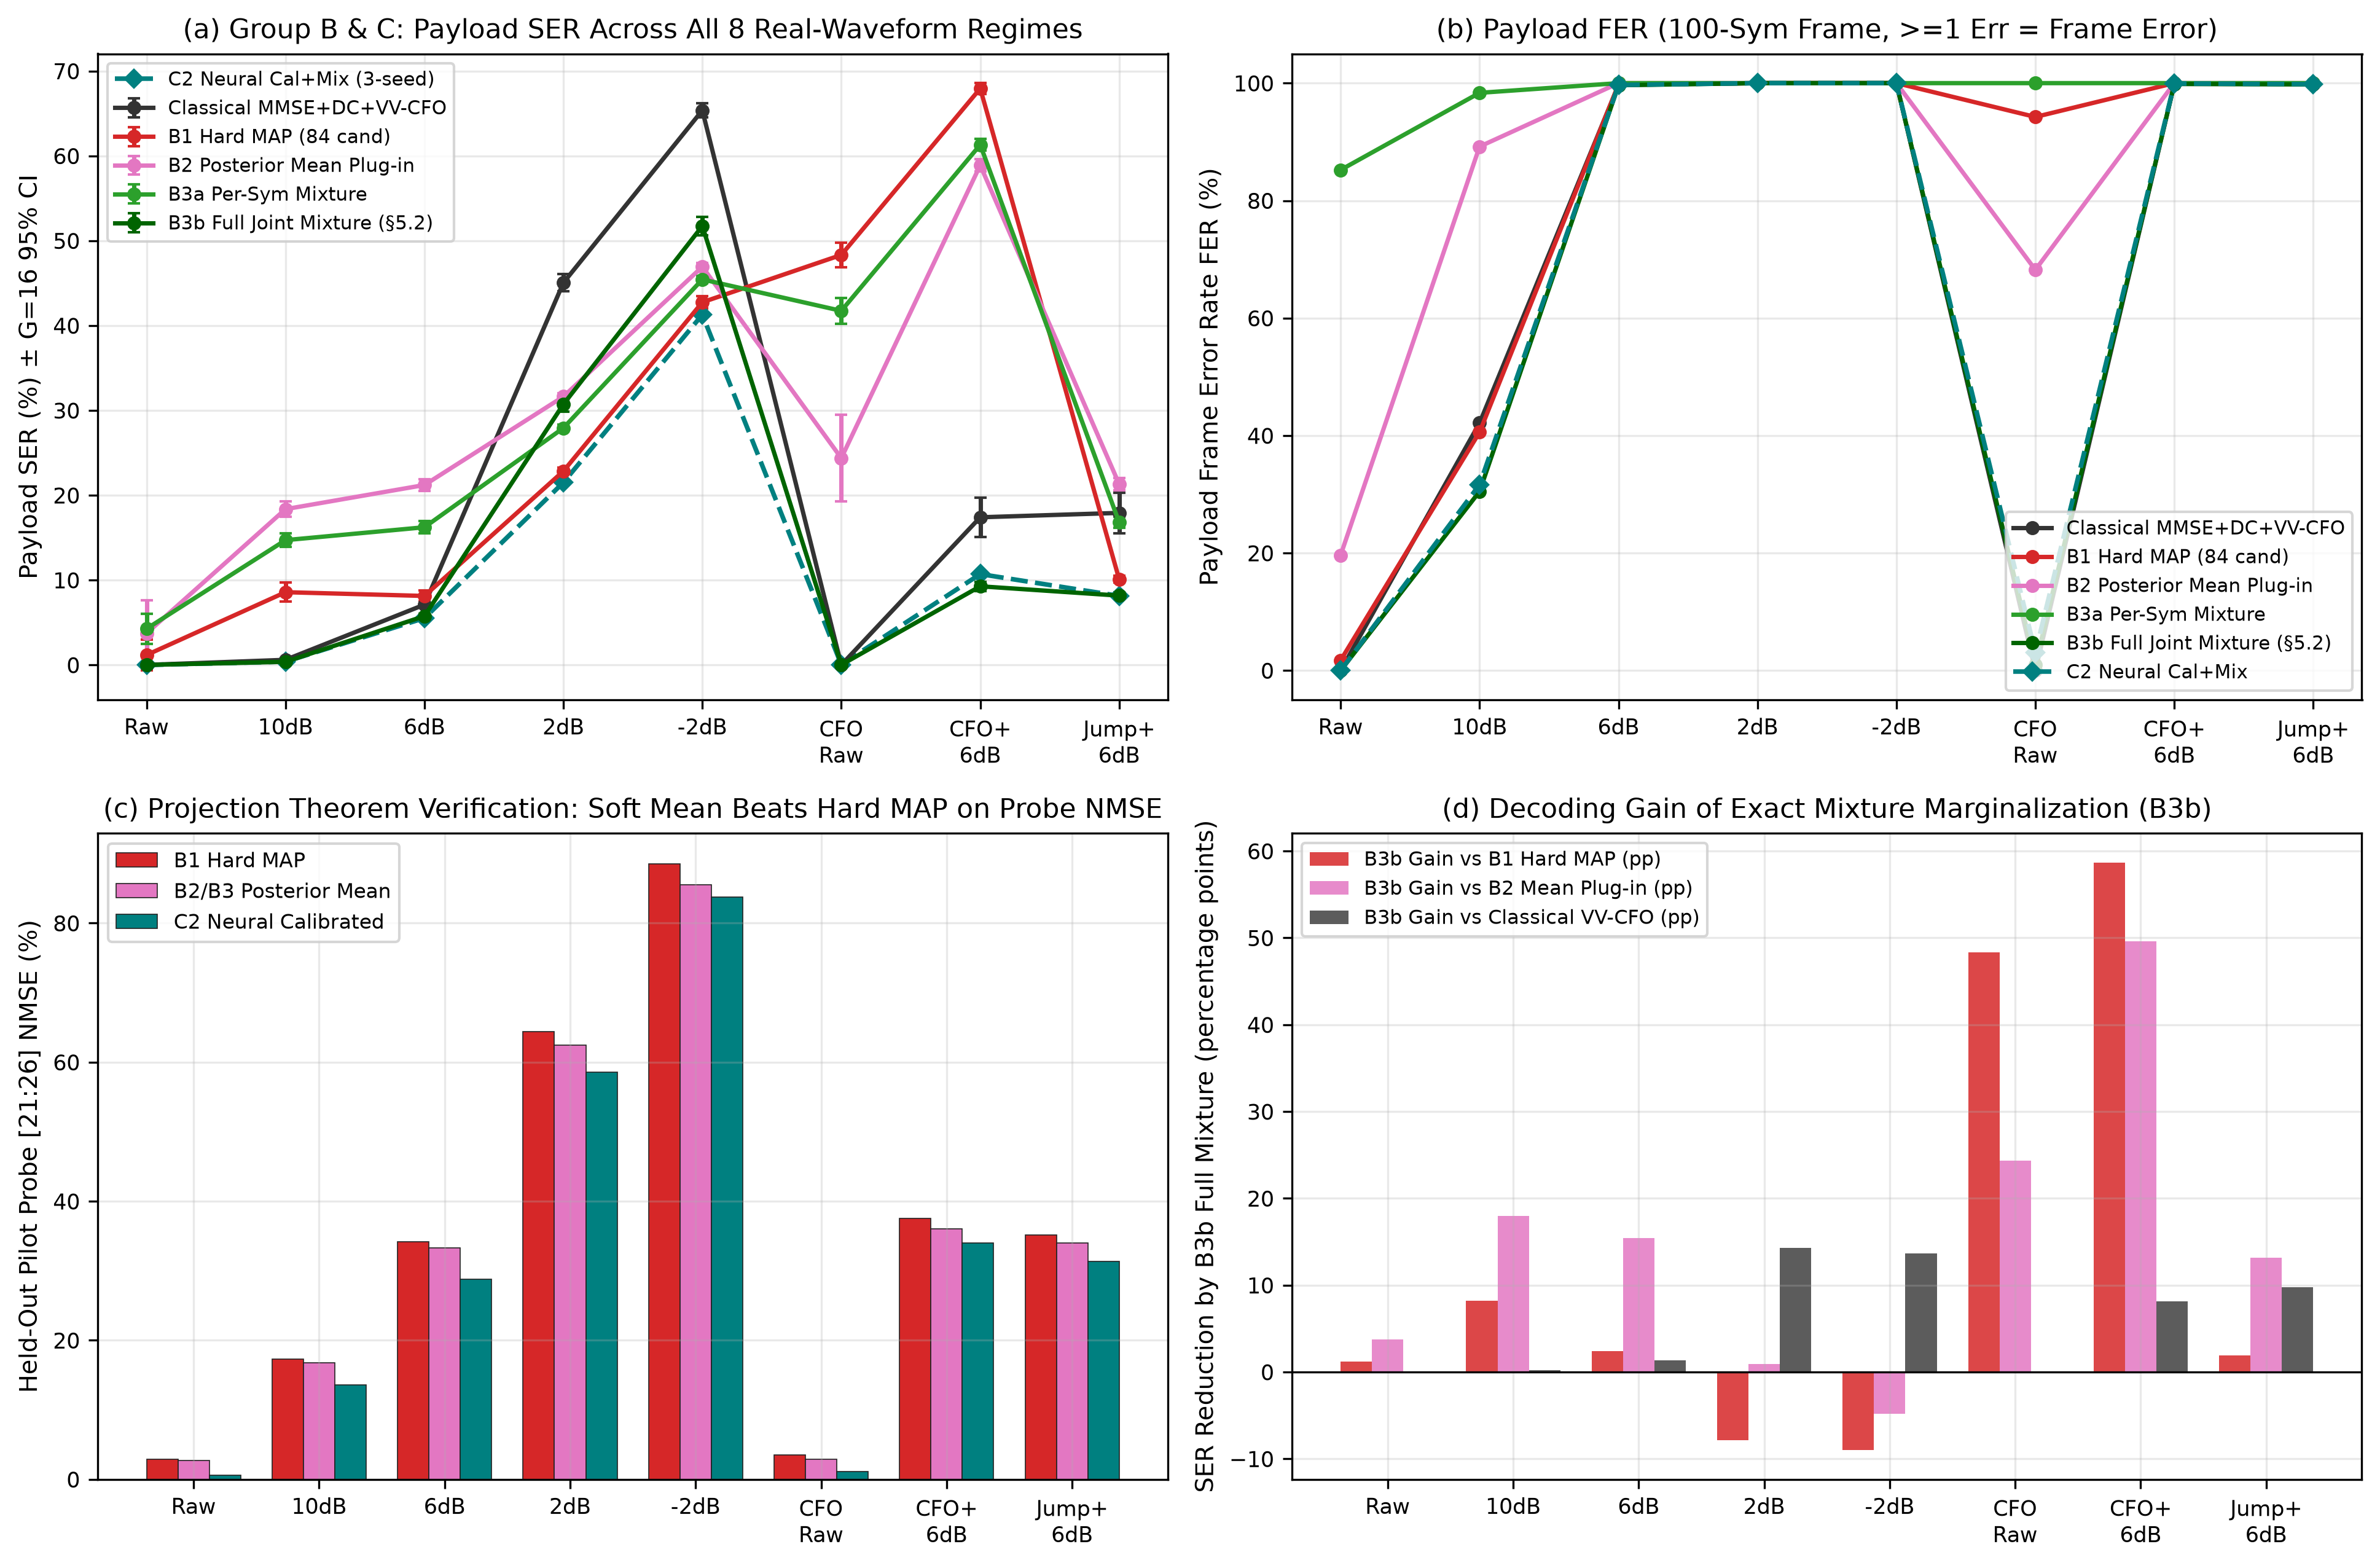 (a) Group B & C: Payload SER Across All 8 Real-Waveform Regimes
Payload SER (%) ± G=16 95% CI
70
60
50
40
30
20
10
0
C2 Neural Cal+Mix (3-seed)
Classical MMSE+DC+VV-CFO
B1 Hard MAP (84 cand)
B2 Posterior Mean Plug-in
B3a Per-Sym Mixture
B3b Full Joint Mixture (§5.2)
Raw
10dB
6dB
2dB
-2dB
CFO
Raw
CFO+
6dB
Jump+
6dB
(b) Payload FER (100-Sym Frame, >=1 Err = Frame Error)
Payload Frame Error Rate FER (%)
100
80
60
40
20
0
Classical MMSE+DC+VV-CFO
B1 Hard MAP (84 cand)
B2 Posterior Mean Plug-in
B3a Per-Sym Mixture
B3b Full Joint Mixture (§5.2)
C2 Neural Cal+Mix
Raw
10dB
6dB
2dB
-2dB
CFO
Raw
CFO+
6dB
Jump+
6dB
(c) Projection Theorem Verification: Soft Mean Beats Hard MAP on Probe NMSE
Held-Out Pilot Probe [21:26] NMSE (%)
80
60
40
20
0
B1 Hard MAP
B2/B3 Posterior Mean
C2 Neural Calibrated
Raw
10dB
6dB
2dB
-2dB
CFO
Raw
CFO+
6dB
Jump+
6dB
(d) Decoding Gain of Exact Mixture Marginalization (B3b)
SER Reduction by B3b Full Mixture (percentage points)
60
50
40
30
20
10
0
−10
B3b Gain vs B1 Hard MAP (pp)
B3b Gain vs B2 Mean Plug-in (pp)
B3b Gain vs Classical VV-CFO (pp)
Raw
10dB
6dB
2dB
-2dB
CFO
Raw
CFO+
6dB
Jump+
6dB